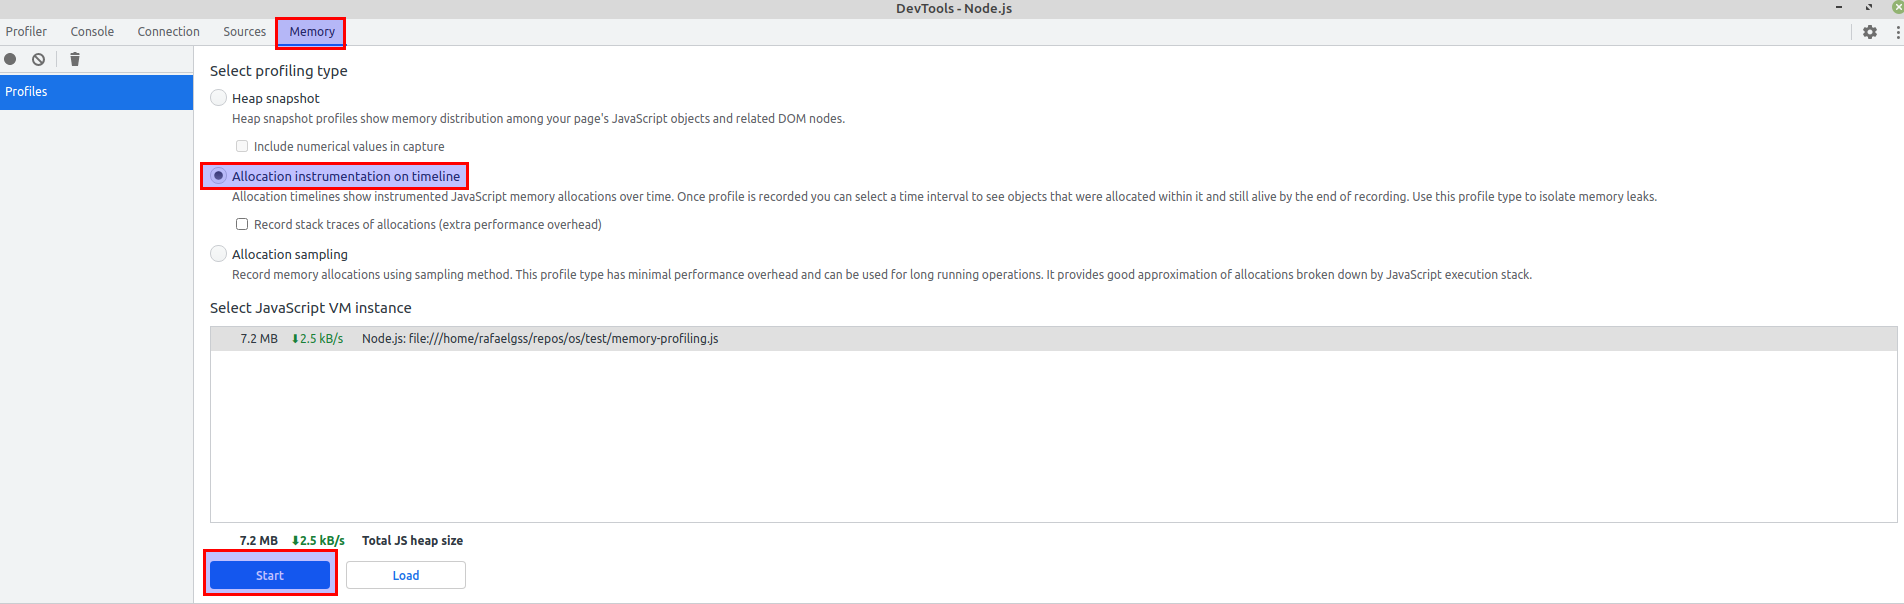 DevTools - Node.js
Profiler Console Connection Sources Memory
Profiles
Select profiling type
Heap snapshot
Heap snapshot profiles show memory distribution among your page's JavaScript objects and related DOM nodes.
Include numerical values in capture
Allocation instrumentation on timeline
Allocation timelines show instrumented JavaScript memory allocations over time. Once profile is recorded you can select a time interval to see objects that were allocated within it and still alive by the end of recording. Use this profile type to isolate memory leaks.
Record stack traces of allocations (extra performance overhead)
Allocation sampling
Record memory allocations using sampling method. This profile type has minimal performance overhead and can be used for long running operations. It provides good approximation of allocations broken down by JavaScript execution stack.
Select JavaScript VM instance
7.2 MB ⬇2.5 kB/s Node.js: file:///home/rafaelgss/repos/os/test/memory-profiling.js
7.2 MB ⬇2.5 kB/s Total JS heap size
Start Load